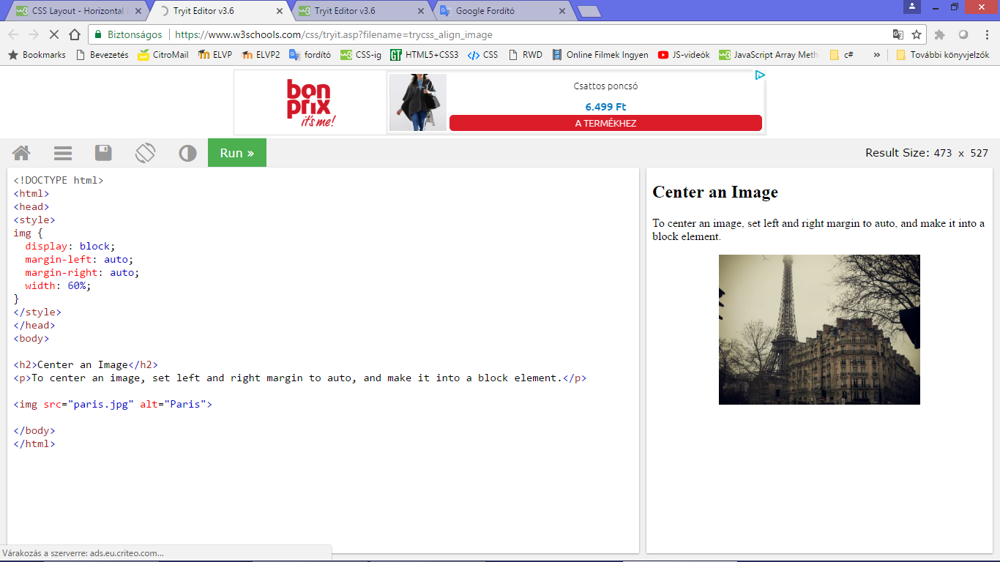 CSS Layout - Horizontal &
Tryit Editor v3.6
Tryit Editor v3.6
Google Fordító
Biztonságos
https://www.w3schools.com/css/tryit.asp?filename=trycss_align_image
Bookmarks
Bevezetés
CitroMail
ELVP
ELVP2
fordító
CSS-ig
HTML5+CSS3
CSS
RWD
Online Filmek Ingyen
JS-videók
JavaScript Array Meth
c#
»
További könyvjelzők
bon
prix
it's me!
Csattos poncsó
6.499 Ft
A TERMÉKHEZ
Run »
Result Size: 473 x 527
<!DOCTYPE html>
<html>
<head>
<style>
img {
  display: block;
  margin-left: auto;
  margin-right: auto;
  width: 60%;
}
</style>
</head>
<body>
<h2>Center an Image</h2>
<p>To center an image, set left and right margin to auto, and make it into a block element.</p>
<img src="paris.jpg" alt="Paris">
</body>
</html>
Center an Image
To center an image, set left and right margin to auto, and make it into a
block element.
Várakozás a szerverre: ads.eu.criteo.com...